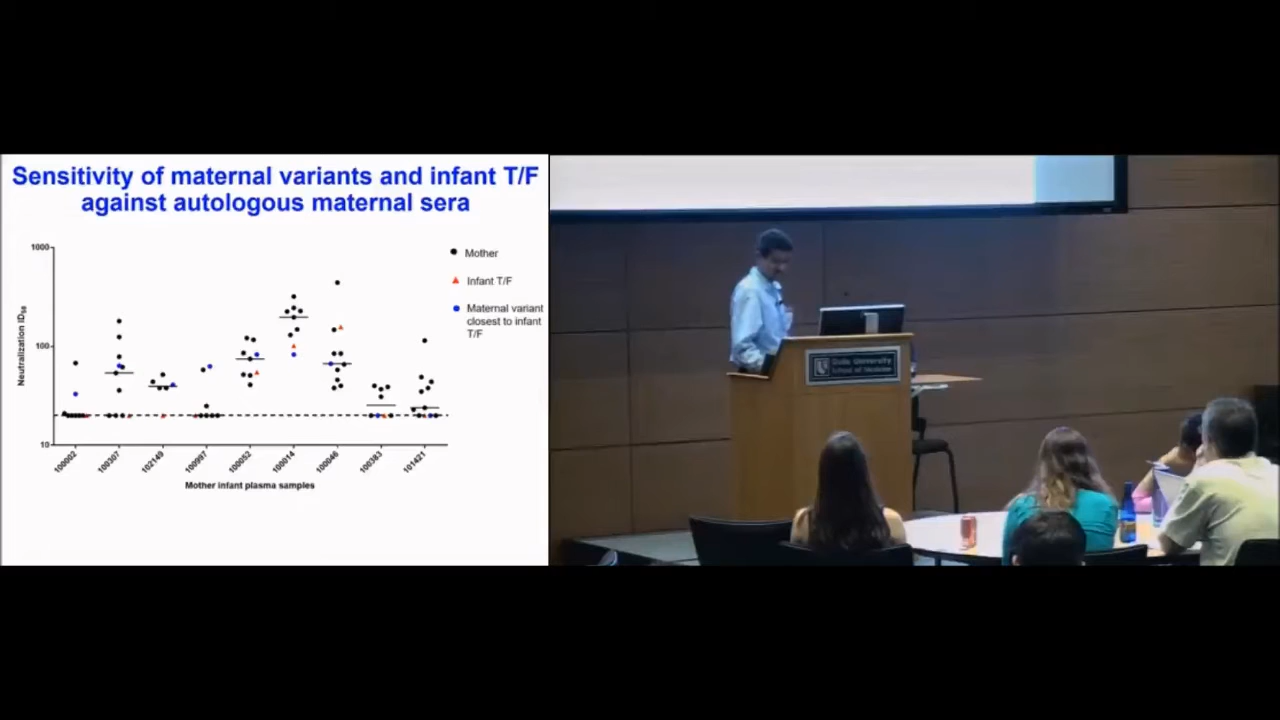 Sensitivity of maternal variants and infant T/F
against autologous maternal sera
1000
100
10
Neutralization ID50
Mother
Infant T/F
Maternal variant
closest to infant
T/F
100002
100307
102149
100997
100052
100014
100046
100383
101421
Mother infant plasma samples
Duke University
School of Medicine